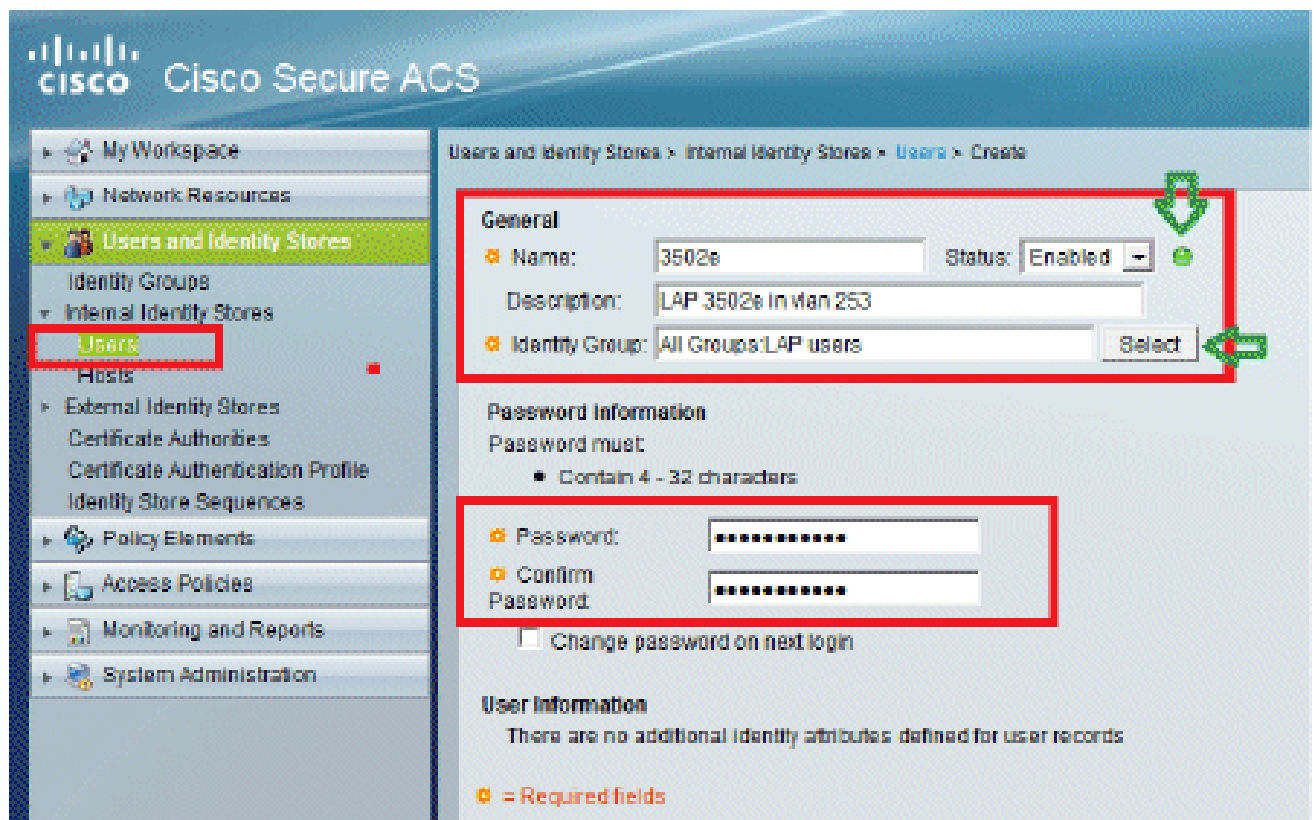 CISCO Cisco Secure ACS
My Workspace
Network Resources
Users and Identity Stores
Identity Groups
Internal Identity Stores
Users
Hosts
External Identity Stores
Certificate Authorities
Certificate Authentication Profile
Identity Store Sequences
Policy Elements
Access Policies
Monitoring and Reports
System Administration
Users and Identity Stores > Internal Identity Stores > Users > Create
General
Name: 3502e Status: Enabled
Description: LAP 3502e in vlan 253
Identity Group: All Groups:LAP users Select
Password Information
Password must:
• Contain 4 - 32 characters
Password: •••••••••••
Confirm
Password: •••••••••••
Change password on next login
User Information
There are no additional identity attributes defined for user records
= Required fields